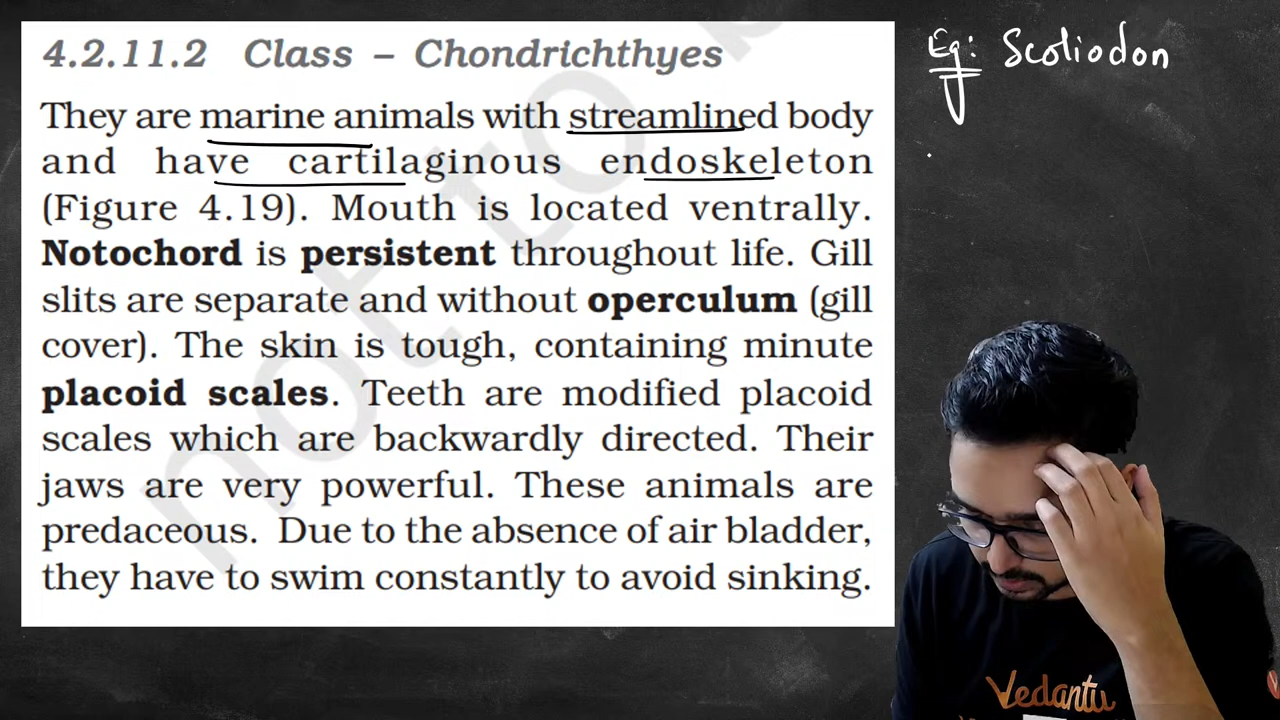 4.2.11.2 Class – Chondrichthyes
Eg: Scoliodon
They are marine animals with streamlined body
and have cartilaginous endoskeleton
(Figure 4.19). Mouth is located ventrally.
Notochord is persistent throughout life. Gill
slits are separate and without operculum (gill
cover). The skin is tough, containing minute
placoid scales. Teeth are modified placoid
scales which are backwardly directed. Their
jaws are very powerful. These animals are
predaceous. Due to the absence of air bladder,
they have to swim constantly to avoid sinking.
not to b
Vedantu